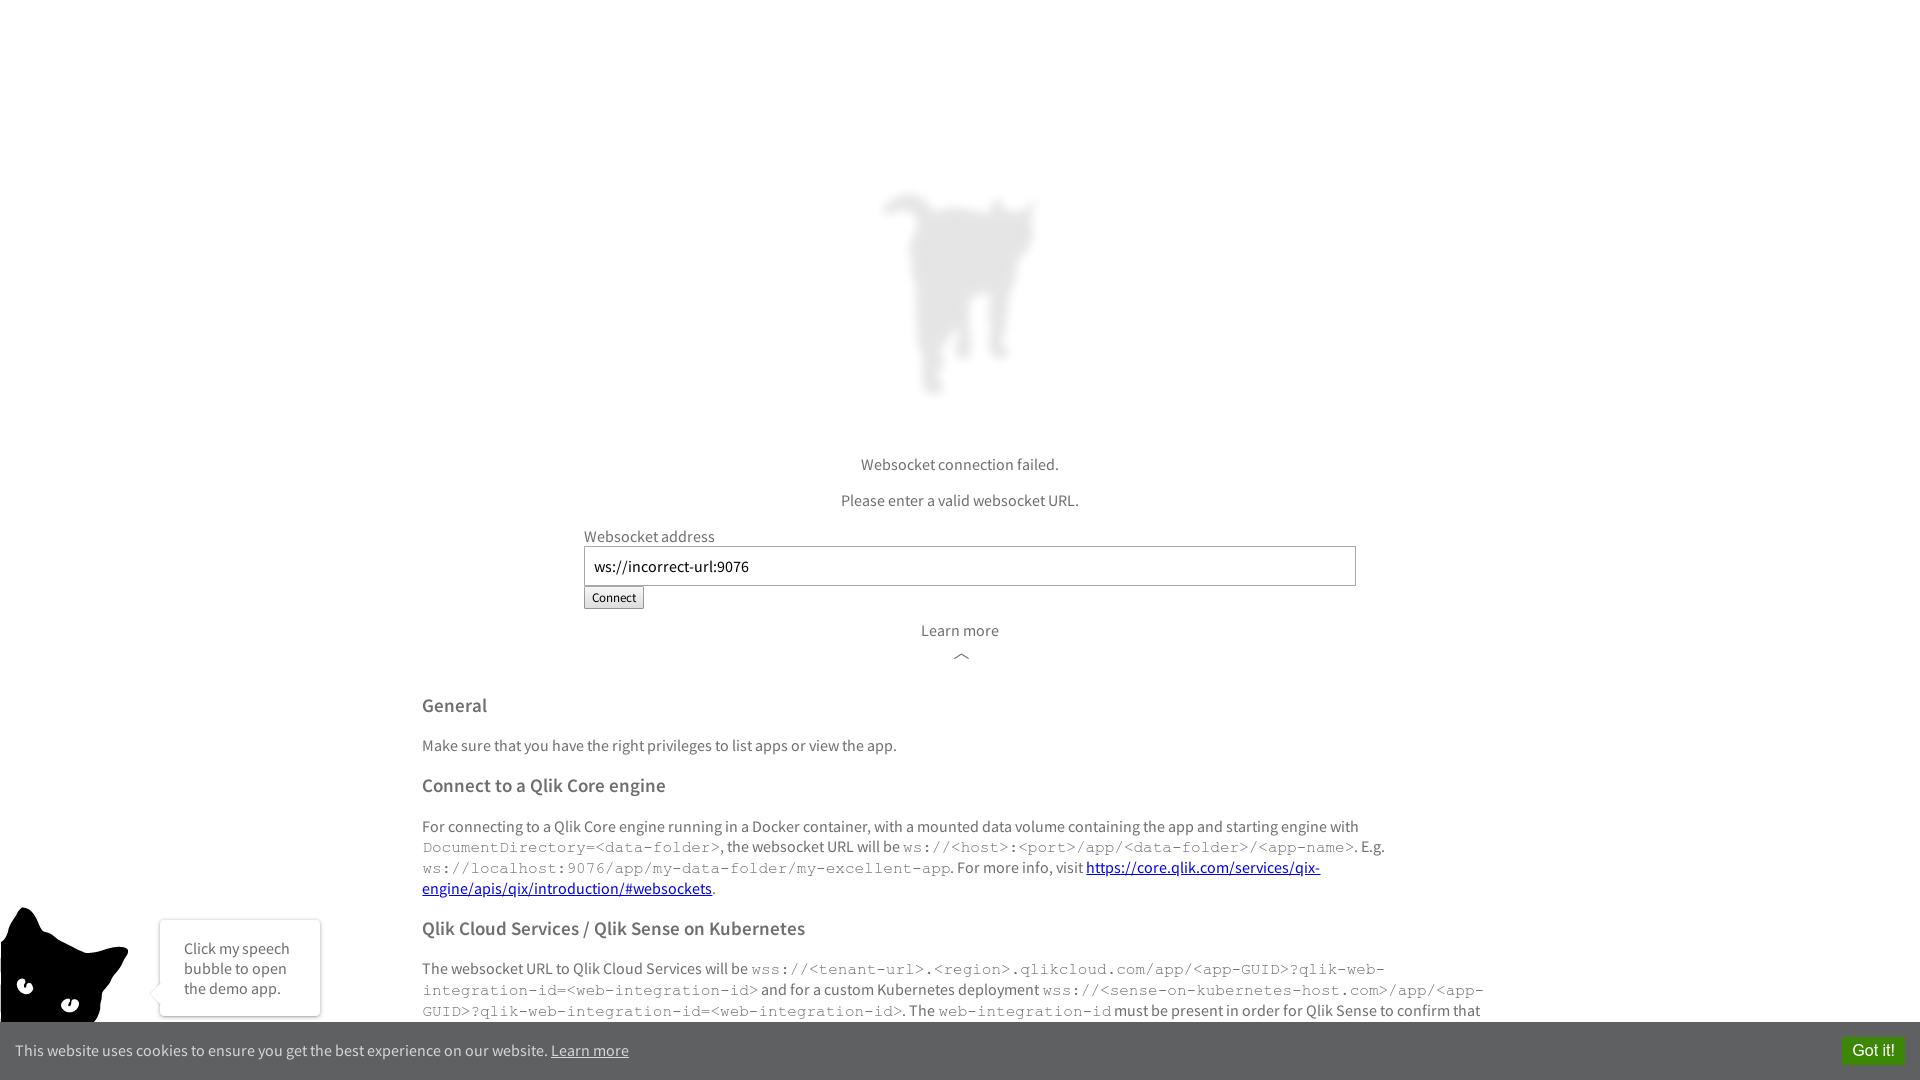 Websocket connection failed.
Please enter a valid websocket URL.
Websocket address
ws://incorrect-url:9076
Connect
Learn more
General
Make sure that you have the right privileges to list apps or view the app.
Connect to a Qlik Core engine
For connecting to a Qlik Core engine running in a Docker container, with a mounted data volume containing the app and starting engine with
DocumentDirectory=<data-folder>, the websocket URL will be ws://<host>:<port>/app/<data-folder>/<app-name>. E.g.
ws://localhost:9076/app/my-data-folder/my-excellent-app. For more info, visit https://core.qlik.com/services/qix-
engine/apis/qix/introduction/#websockets.
Qlik Cloud Services / Qlik Sense on Kubernetes
The websocket URL to Qlik Cloud Services will be wss://<tenant-url>.<region>.qlikcloud.com/app/<app-GUID>?qlik-web-
integration-id=<web-integration-id> and for a custom Kubernetes deployment wss://<sense-on-kubernetes-host.com>/app/<app-
GUID>?qlik-web-integration-id=<web-integration-id>. The web-integration-id must be present in order for Qlik Sense to confirm that
Click my speech
bubble to open
the demo app.
This website uses cookies to ensure you get the best experience on our website. Learn more
Got it!